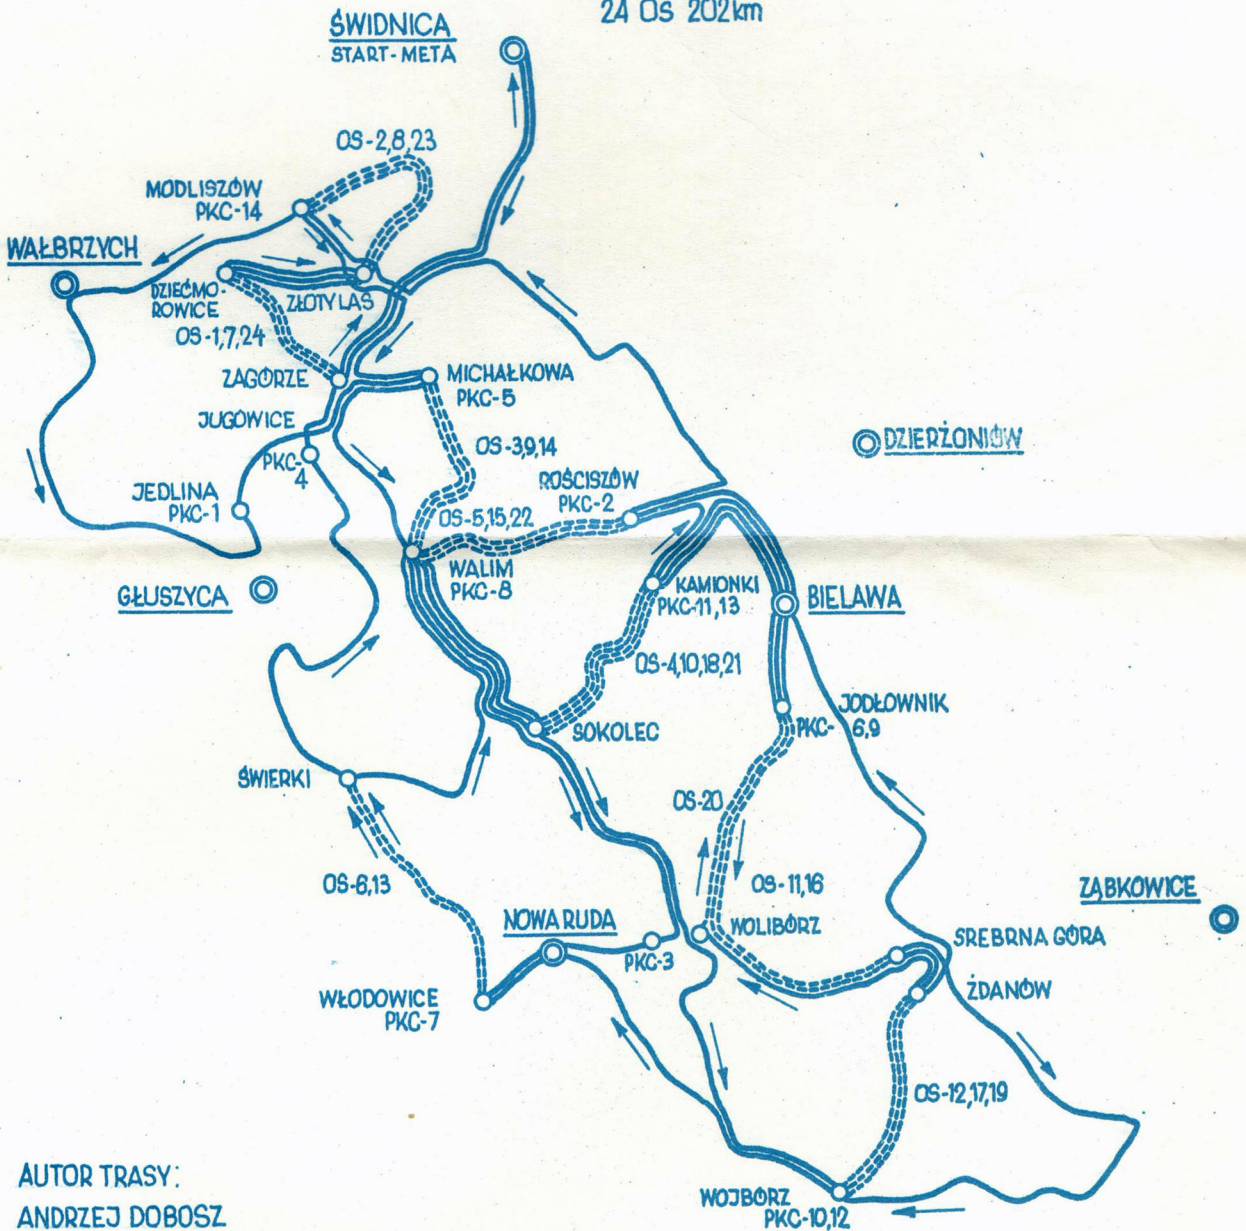 24 OS 202km
ŚWIDNICA
START-META
OS-2,8,23
MODLISZÓW
PKC-14
WAŁBRZYCH
DZIEĆMO-
ROWICE
ZŁOTY LAS
OS-1,7,24
ZAGÓRZE
MICHAŁKOWA
PKC-5
JUGOWICE
PKC-
4
OS-3,9,14
DZIERŻONIÓW
ROŚCISZÓW
PKC-2
JEDLINA
PKC-1
OS-5,15,22
WALIM
PKC-8
GŁUSZYCA
KAMIONKI
PKC-11,13
BIELAWA
OS-4,10,18,21
JODŁOWNIK
PKC- 6,9
SOKOLEC
ŚWIERKI
OS-20
OS-6,13
OS-11,16
ZĄBKOWICE
NOWA RUDA
WOLIBÓRZ
SREBRNA GÓRA
PKC-3
ŻDANÓW
WŁODOWICE
PKC-7
OS-12,17,19
AUTOR TRASY:
ANDRZEJ DOBOSZ
WOJBÓRZ
PKC-10,12